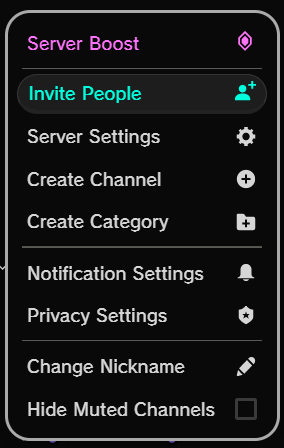 Server Boost
Invite People
Server Settings
Create Channel
Create Category
Notification Settings
Privacy Settings
Change Nickname
Hide Muted Channels